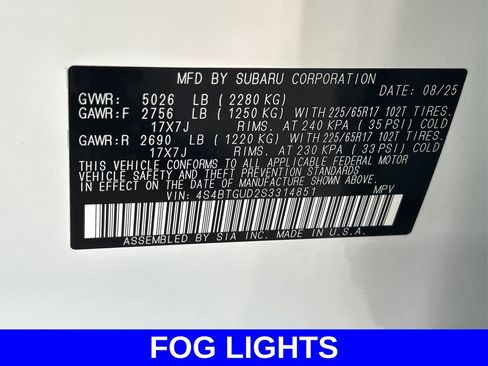 MFD BY SUBARU CORPORATION
DATE: 08/25
GVWR: 5026 LB (2280 KG)
GAWR:F 2756 LB (1250 KG) WITH 225/65R17 102T TIRES.
17X7J RIMS. AT 240 KPA (35 PSI) COLD
GAWR:R 2690 LB (1220 KG) WITH 225/65R17 102T TIRES.
17X7J RIMS. AT 230 KPA (33 PSI) COLD
THIS VEHICLE CONFORMS TO ALL APPLICABLE FEDERAL MOTOR
VEHICLE SAFETY AND THEFT PREVENTION STANDARDS IN EFFECT ON THE
DATE OF MANUFACTURE SHOWN ABOVE.
VIN: 4S4BTGUD2S3314851 MPV
ASSEMBLED BY SIA INC. MADE IN U.S.A.
FOG LIGHTS